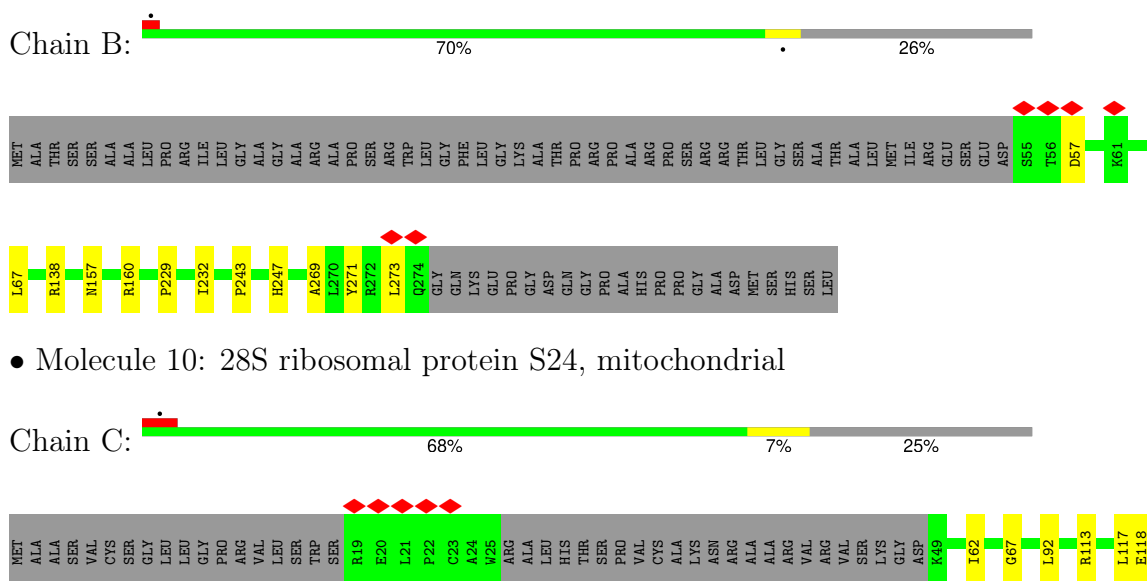 Chain B:
70%
26%
MET ALA THR SER SER ALA ALA LEU PRO ARG ILE LEU GLY ALA GLY ALA ARG ALA PRO SER ARG TRP LEU GLY PHE LEU GLY LYS ALA THR PRO ARG PRO ALA ARG PRO SER ARG ARG THR LEU GLY SER ALA THR ALA LEU MET ILE ARG GLU SER GLU ASP S55 T56 D57 K61
L67 R138 N157 R160 P229 I232 P243 H247 A269 L270 Y271 R272 L273 Q274 GLY GLN LYS GLU PRO GLY ASP GLN GLY PRO ALA HIS PRO PRO GLY ALA ASP MET SER HIS SER LEU
• Molecule 10: 28S ribosomal protein S24, mitochondrial
Chain C:
68%
7%
25%
MET ALA ALA SER VAL CYS SER GLY LEU LEU GLY PRO ARG VAL LEU SER TRP SER R19 E20 L21 P22 C23 A24 W25 ARG ALA LEU HIS THR SER PRO VAL CYS ALA LYS ASN ARG ALA ALA ARG VAL ARG VAL SER LYS GLY ASP K49 I62 G67 L92 R113 L117 E118